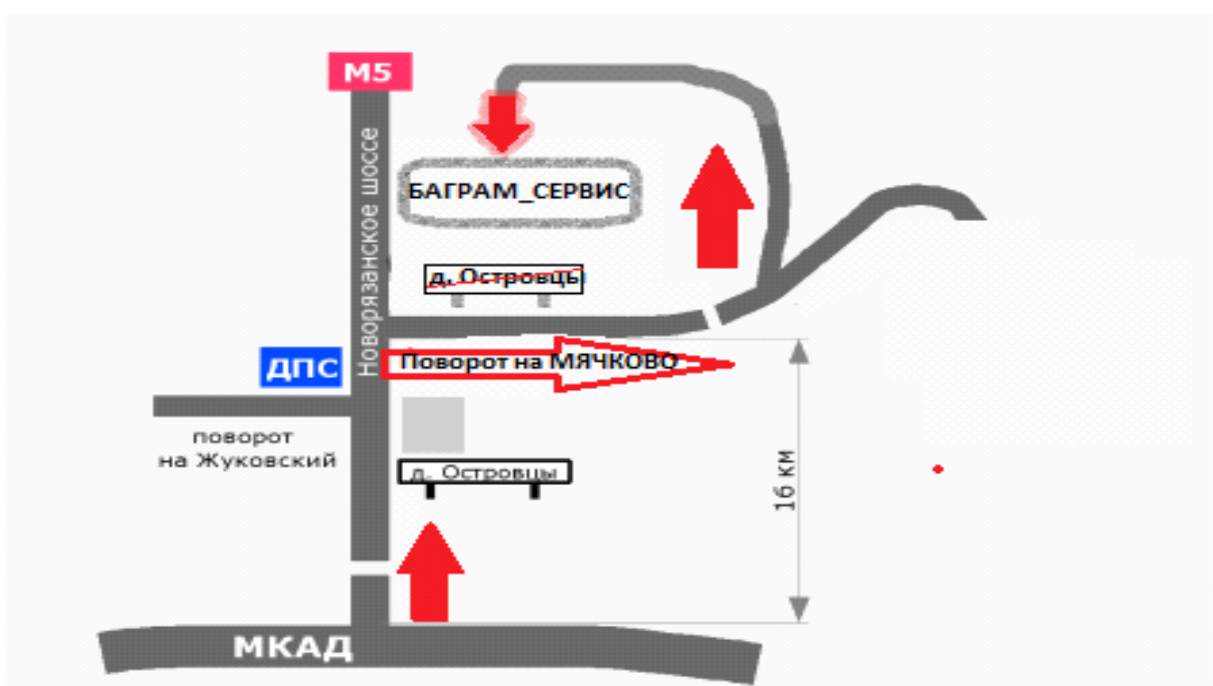 М5
Новорязанское шоссе
БАГРАМ_СЕРВИС
д. Островцы
ДПС
Поворот на МЯЧКОВО
поворот
на Жуковский
д. Островцы
16 км
МКАД